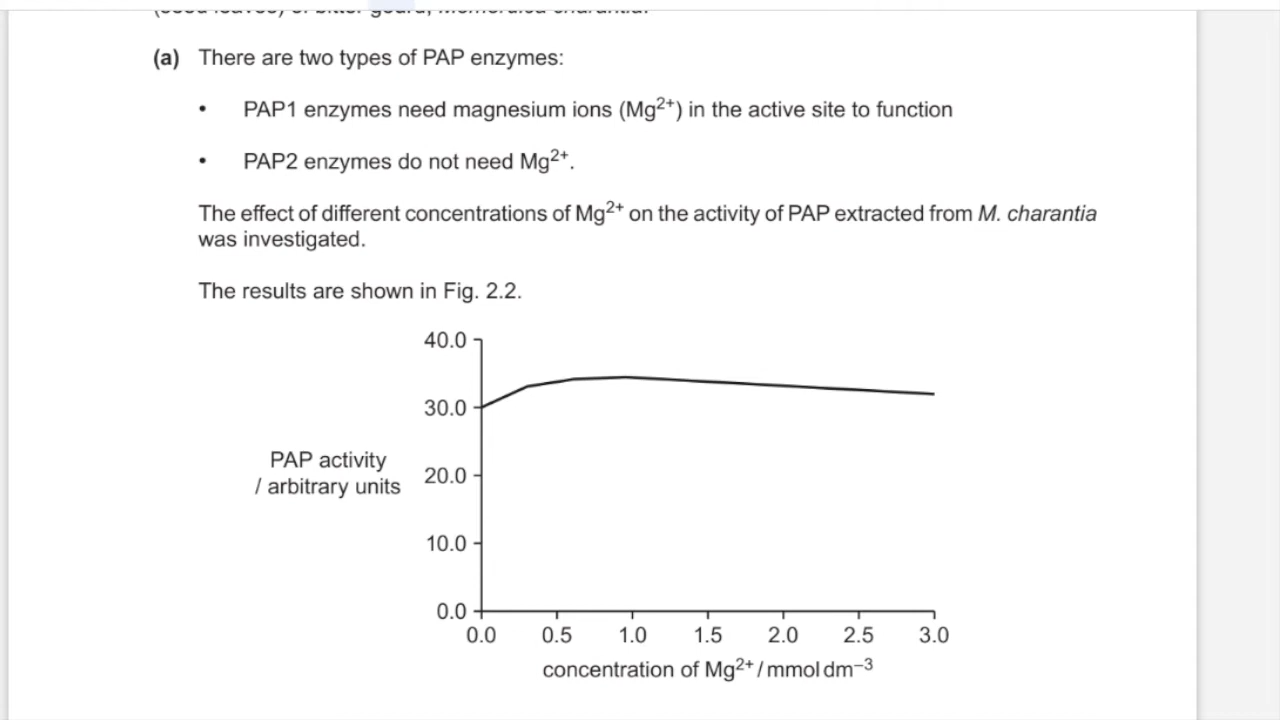 (a) There are two types of PAP enzymes:
• PAP1 enzymes need magnesium ions (Mg²⁺) in the active site to function
• PAP2 enzymes do not need Mg²⁺.
The effect of different concentrations of Mg²⁺ on the activity of PAP extracted from M. charantia
was investigated.
The results are shown in Fig. 2.2.
40.0
30.0
PAP activity
/ arbitrary units
20.0
10.0
0.0
0.0 0.5 1.0 1.5 2.0 2.5 3.0
concentration of Mg²⁺ / mmol dm⁻³